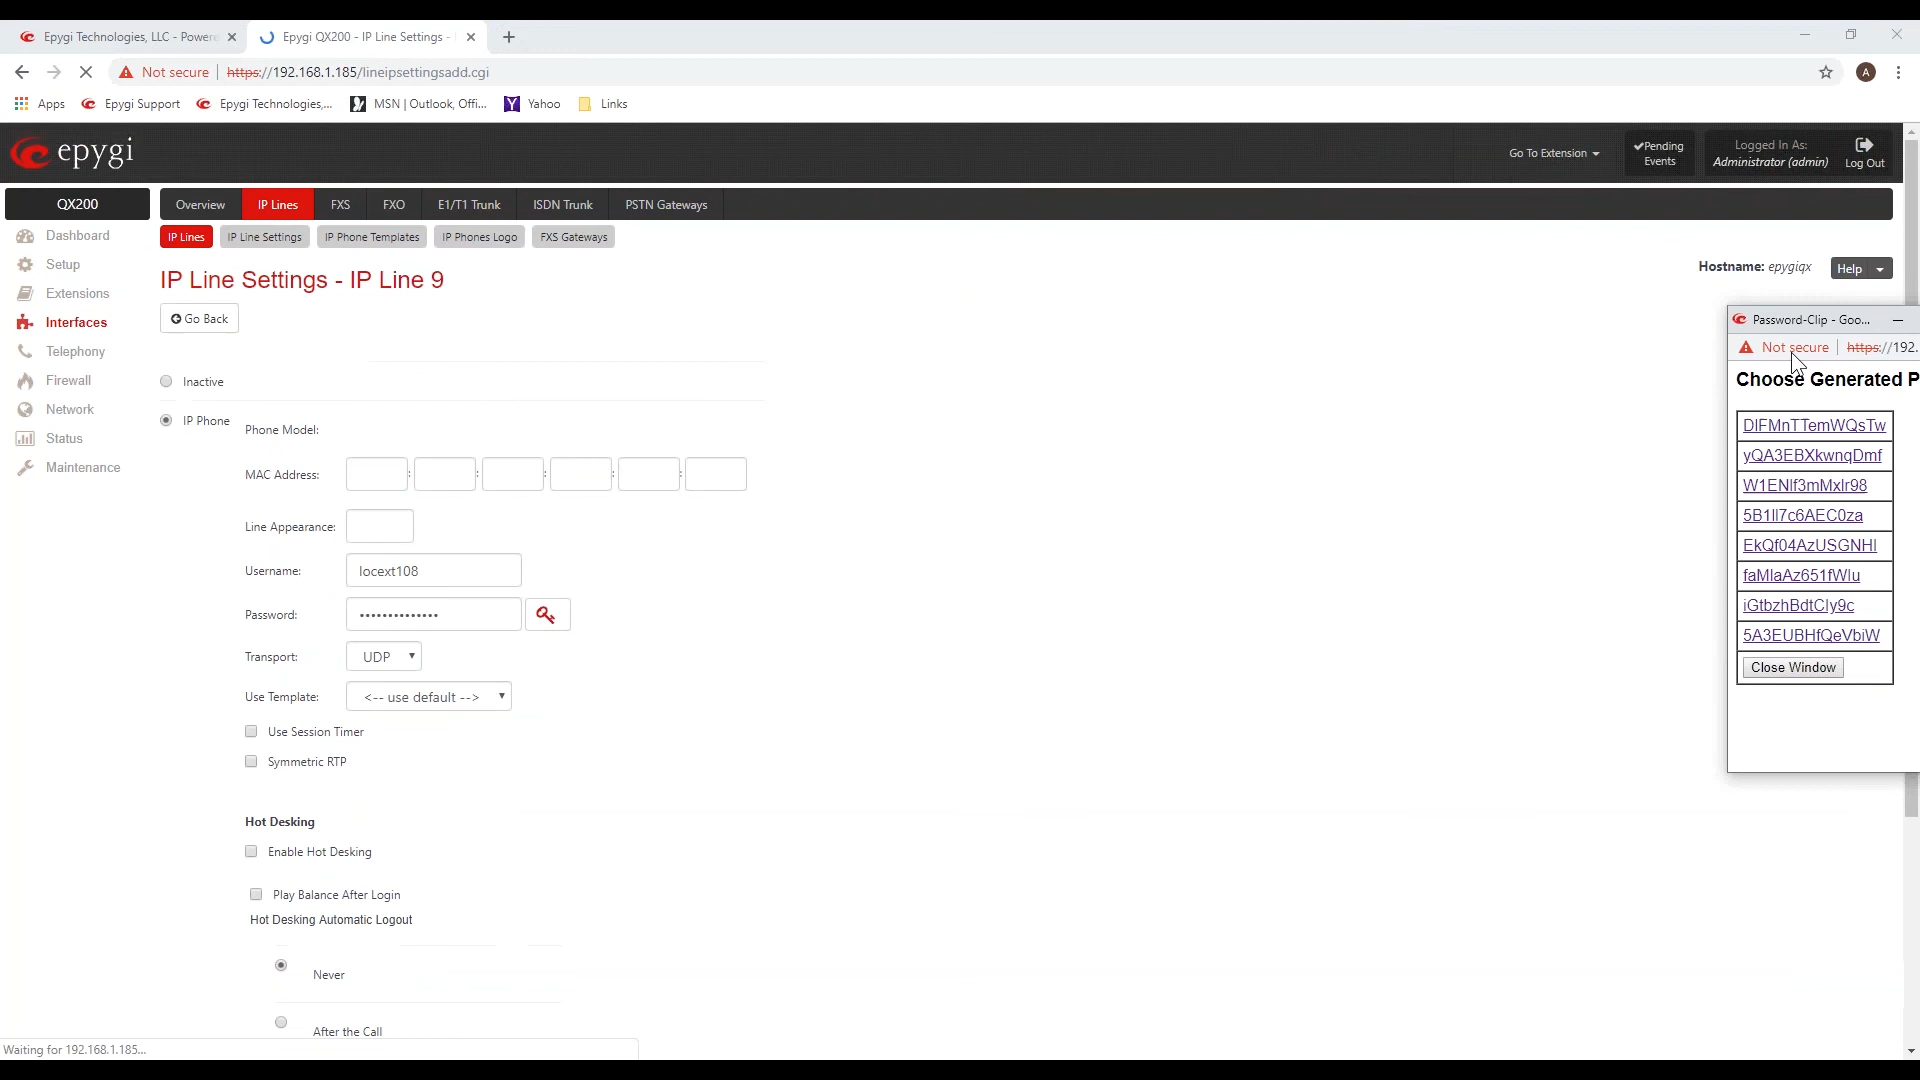 Epygi Technologies, LLC - Powere
Epygi QX200 - IP Line Settings -
Not secure | https://192.168.1.185/lineipsettingsadd.cgi
A
Apps
Epygi Support
Epygi Technologies,...
MSN | Outlook, Offi...
Yahoo
Links
epygi
Go To Extension
Pending Events
Logged In As:
Administrator (admin)
Log Out
QX200
Overview
IP Lines
FXS
FXO
E1/T1 Trunk
ISDN Trunk
PSTN Gateways
Dashboard
Setup
Extensions
Interfaces
Telephony
Firewall
Network
Status
Maintenance
IP Lines
IP Line Settings
IP Phone Templates
IP Phones Logo
FXS Gateways
IP Line Settings - IP Line 9
Hostname: epygiqx
Help
Go Back
Inactive
IP Phone
Phone Model:
MAC Address:
: : : : :
Line Appearance:
Username:
locext108
Password:
••••••••••••••
Transport:
UDP
Use Template:
<-- use default -->
Use Session Timer
Symmetric RTP
Hot Desking
Enable Hot Desking
Play Balance After Login
Hot Desking Automatic Logout
Never
After the Call
Waiting for 192.168.1.185...
Password-Clip - Goo...
Not secure | https://192.
Choose Generated P
DIFMnTTemWQsTw
yQA3EBXkwnqDmf
W1ENlf3mMxlr98
5B1Il7c6AEC0za
EkQf04AzUSGNHI
faMlaAz651fWlu
iGtbzhBdtCly9c
5A3EUBHfQeVbiW
Close Window